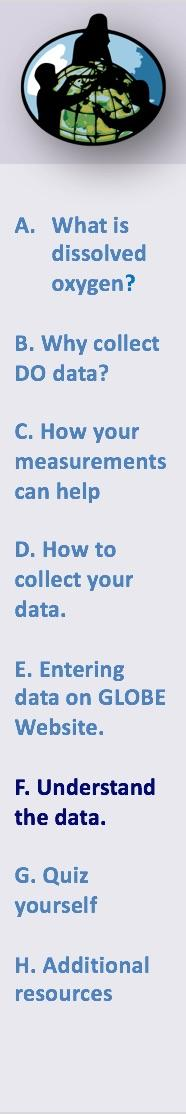 A. What is
dissolved
oxygen?
B. Why collect
DO data?
C. How your
measurements
can help
D. How to
collect your
data.
E. Entering
data on GLOBE
Website.
F. Understand
the data.
G. Quiz
yourself
H. Additional
resources